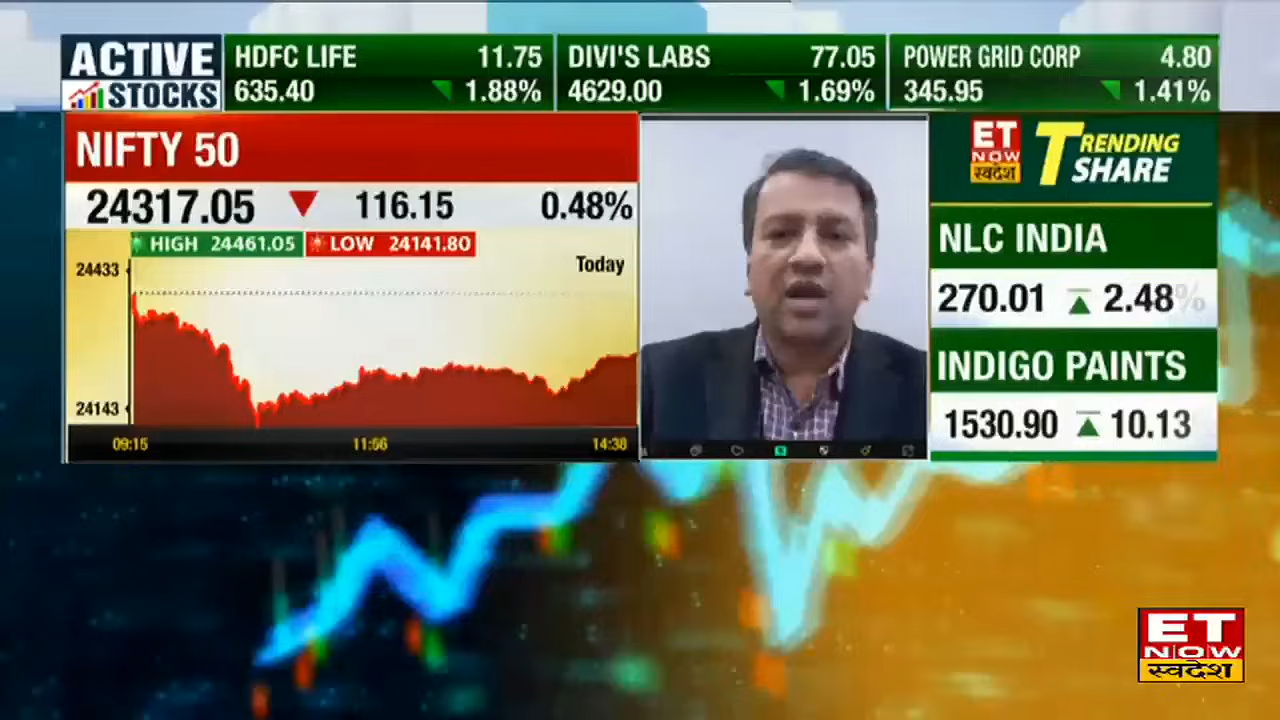 ACTIVE
STOCKS
HDFC LIFE 11.75
635.40 1.88%
DIVI'S LABS 77.05
4629.00 1.69%
POWER GRID CORP 4.80
345.95 1.41%
NIFTY 50
24317.05 116.15 0.48%
HIGH 24461.05 LOW 24141.80
Today
24433
24143
09:15 11:56 14:38
ET
NOW
स्वदेश
TRENDING
SHARE
NLC INDIA
270.01 2.48%
INDIGO PAINTS
1530.90 10.13
ET
NOW
स्वदेश